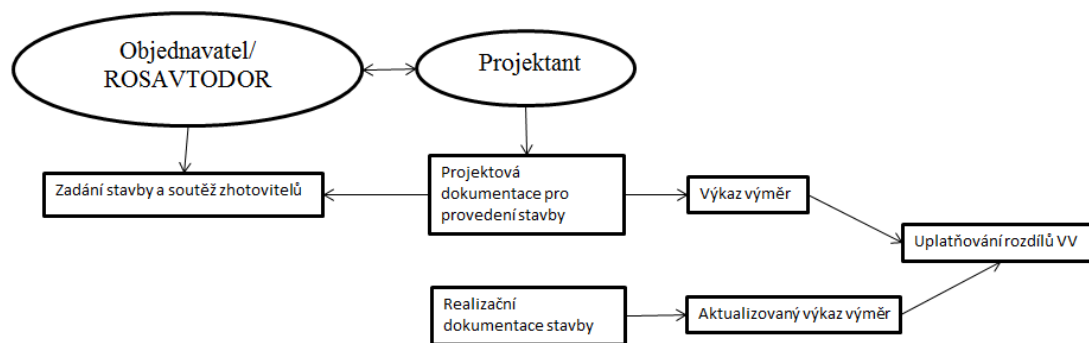 Objednavatel/
ROSAVTODOR
Projektant
Zadání stavby a soutěž zhotovitelů
Projektová
dokumentace pro
provedení stavby
Výkaz výměr
Uplatňování rozdílů VV
Realizační
dokumentace stavby
Aktualizovaný výkaz výměr